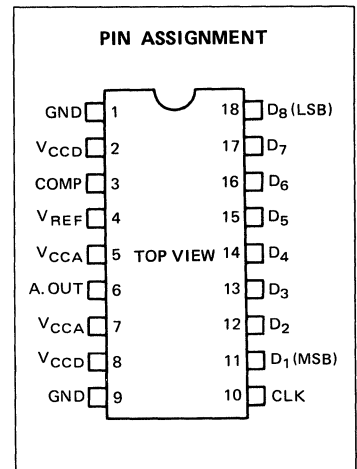 PIN ASSIGNMENT
GND 1 18 D8 (LSB)
VCCD 2 17 D7
COMP 3 16 D6
VREF 4 15 D5
VCCA 5 TOP VIEW 14 D4
A. OUT 6 13 D3
VCCA 7 12 D2
VCCD 8 11 D1 (MSB)
GND 9 10 CLK